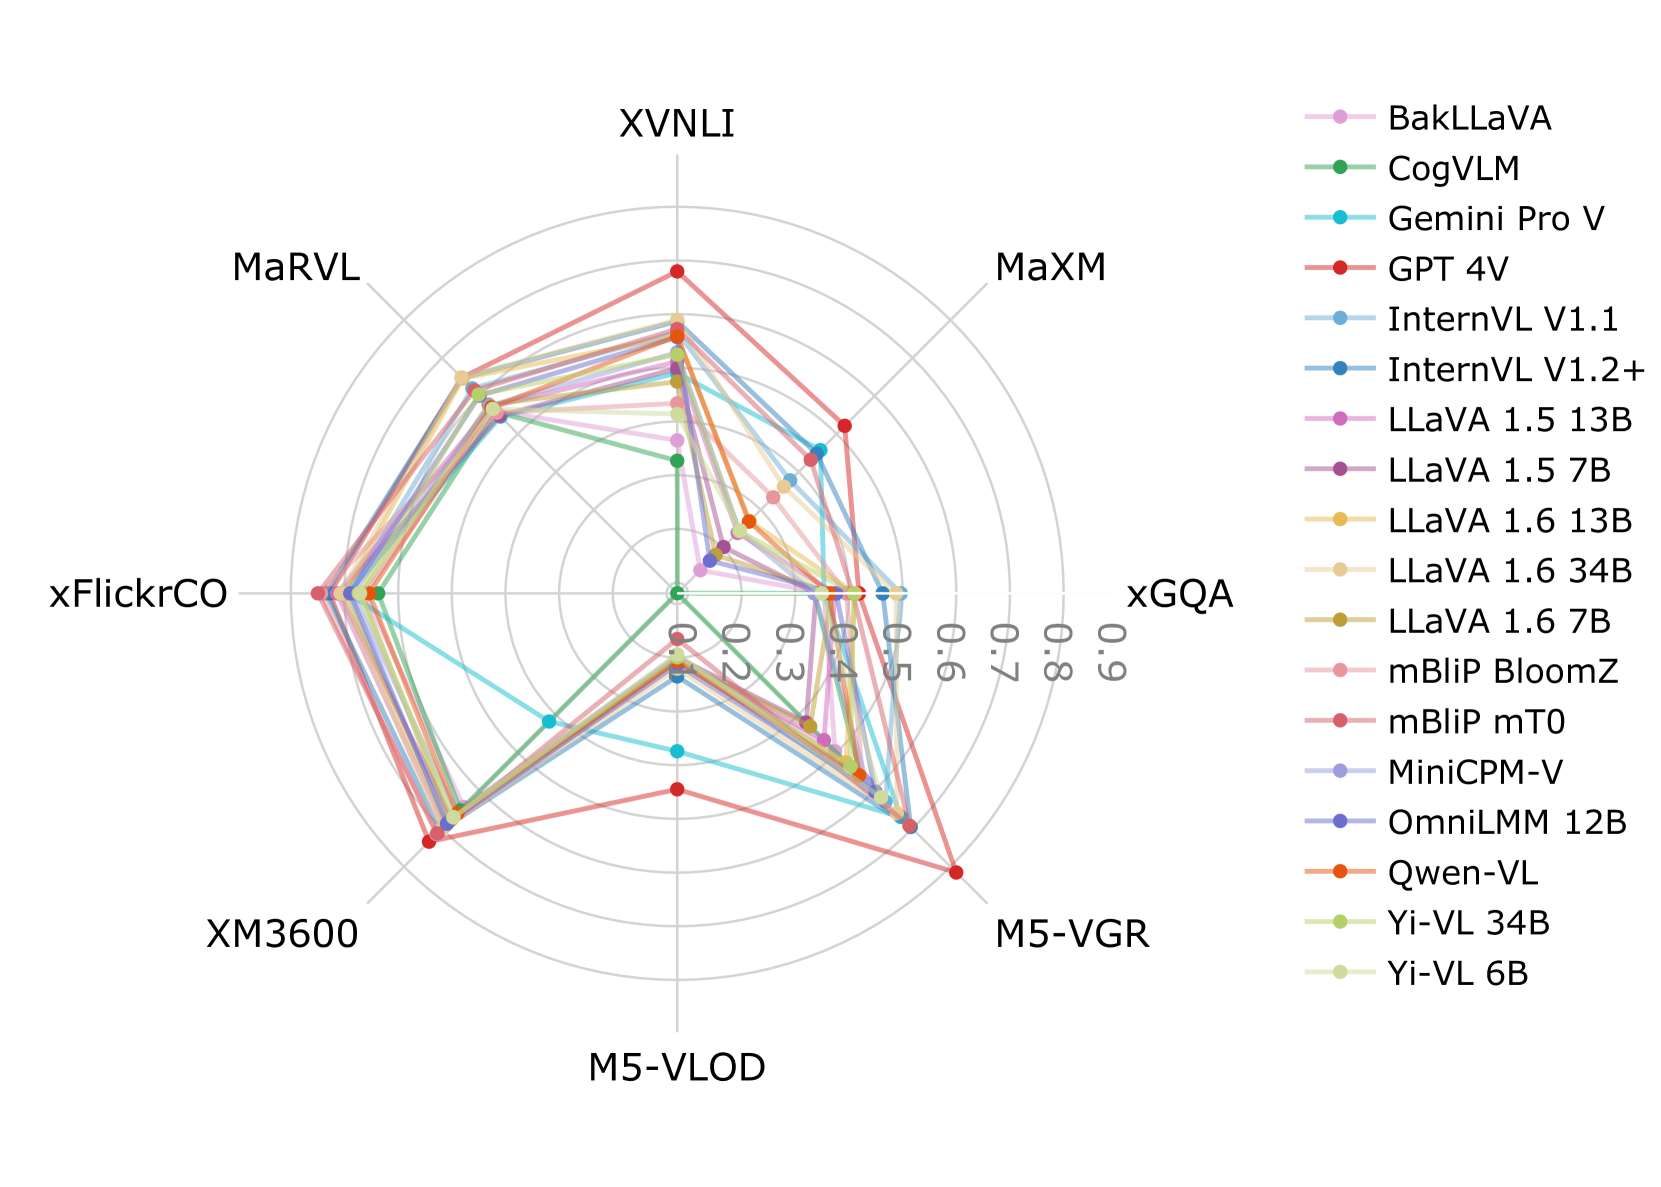 XVNLI
MaRVL
MaXM
xFlickrCO
xGQA
0.1
0.2
0.3
0.4
0.5
0.6
0.7
0.8
0.9
XM3600
M5-VGR
M5-VLOD
BakLLaVA
CogVLM
Gemini Pro V
GPT 4V
InternVL V1.1
InternVL V1.2+
LLaVA 1.5 13B
LLaVA 1.5 7B
LLaVA 1.6 13B
LLaVA 1.6 34B
LLaVA 1.6 7B
mBliP BloomZ
mBliP mT0
MiniCPM-V
OmniLMM 12B
Qwen-VL
Yi-VL 34B
Yi-VL 6B